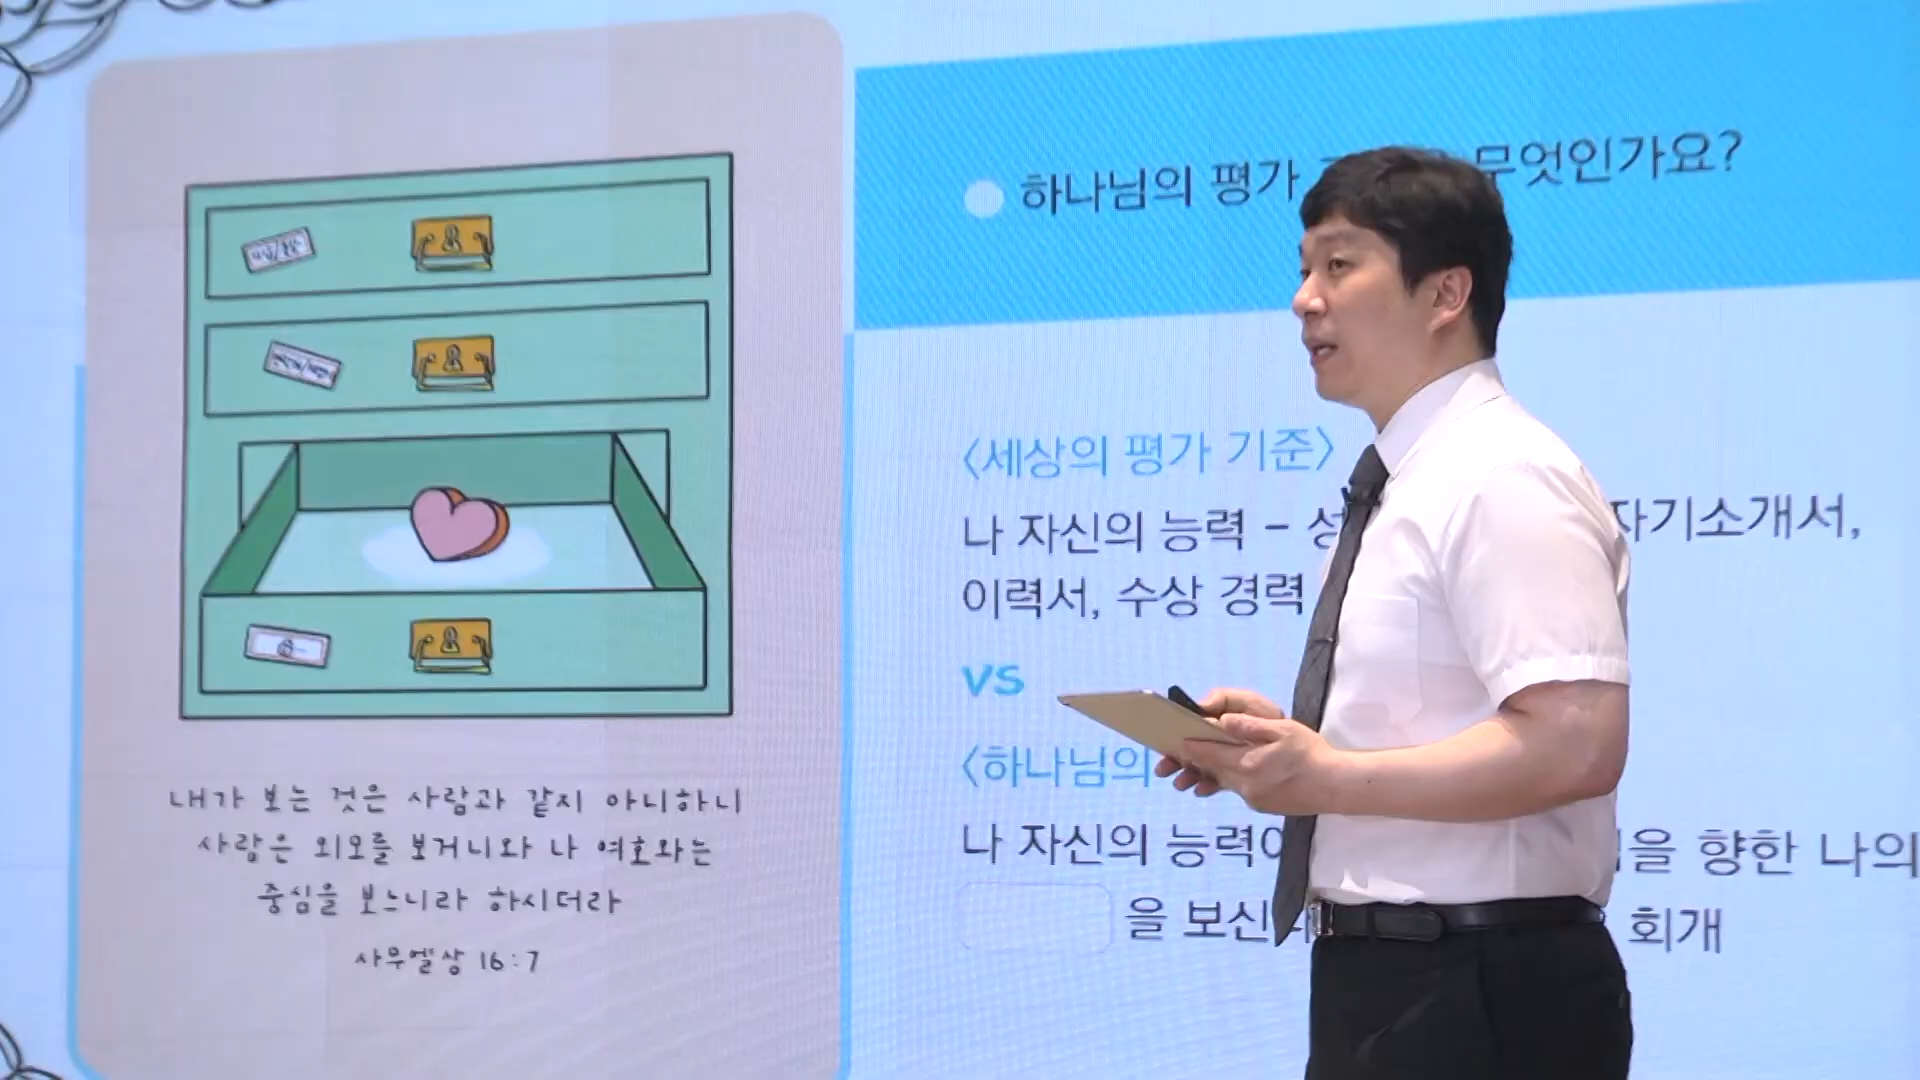 내가 보는 것은 사람과 같지 아니하니
사람은 외모를 보거니와 나 여호와는
중심을 보느니라 하시더라
사무엘상 16:7
하나님의 평가 무엇인가요?
<세상의 평가 기준>
나 자신의 능력 - 자기소개서,
이력서, 수상 경력
vs
<하나님의
나 자신의 능력이 향한 나의
을 보신 회개